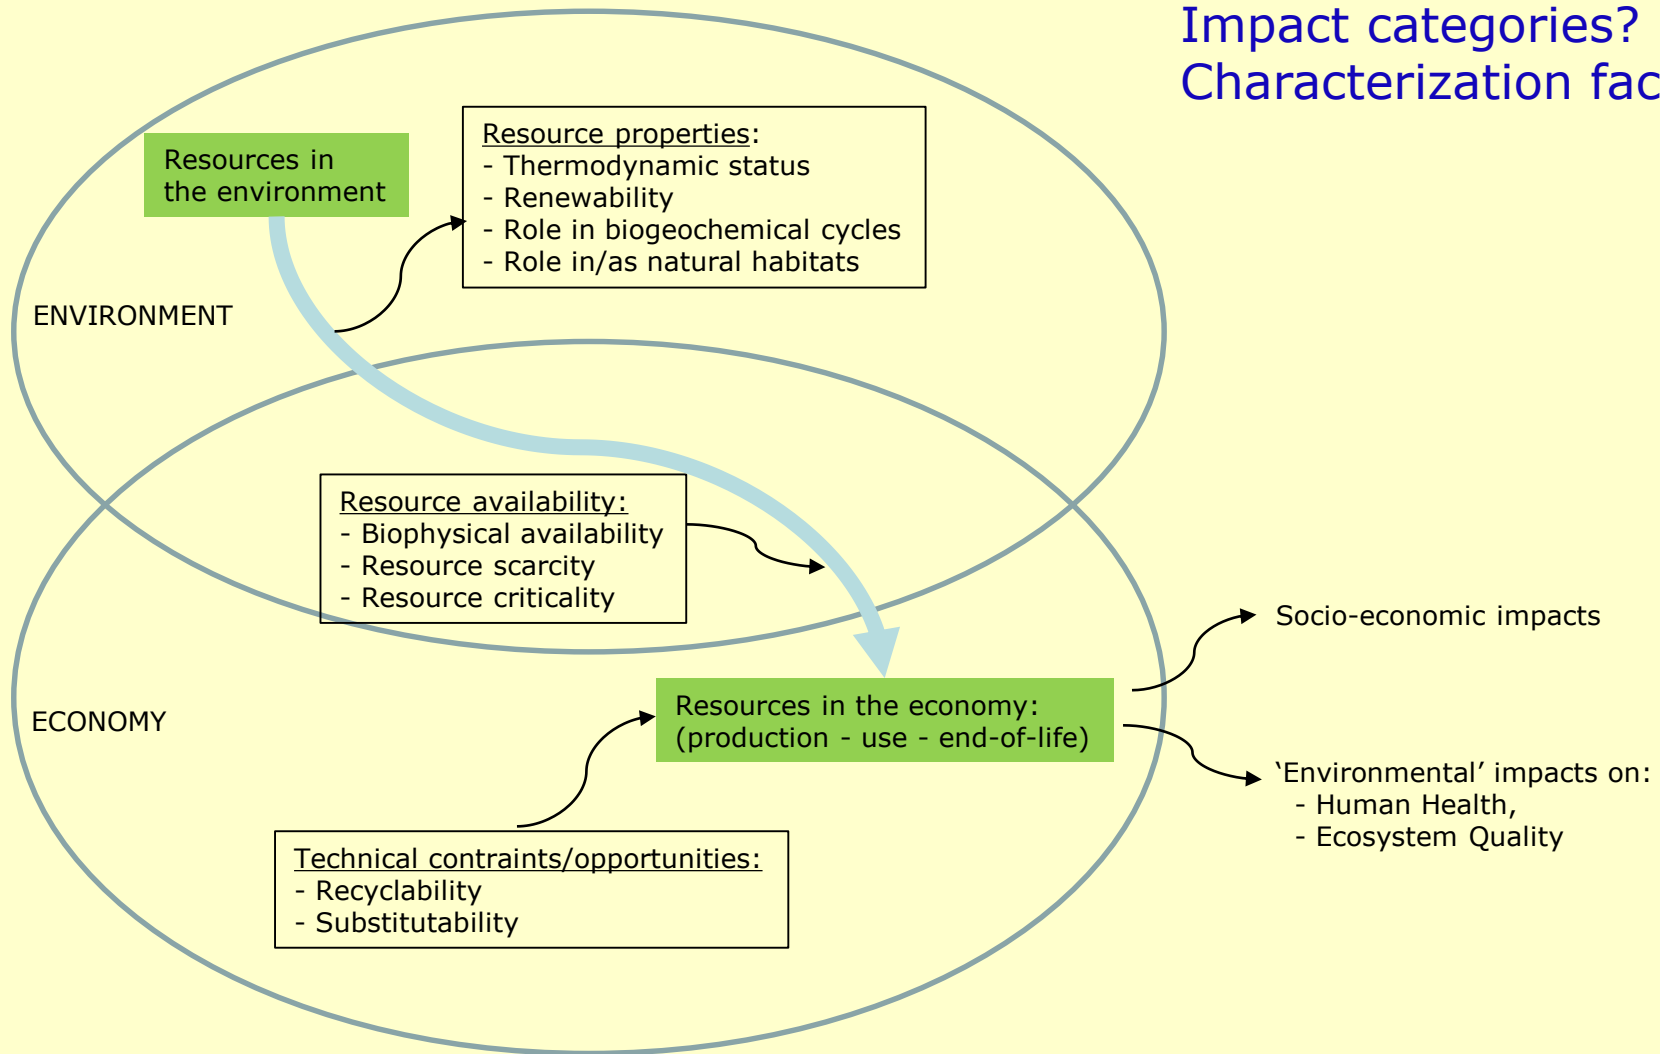 Impact categories?
Characterization fac
Resources in
the environment
Resource properties:
- Thermodynamic status
- Renewability
- Role in biogeochemical cycles
- Role in/as natural habitats
ENVIRONMENT
Resource availability:
- Biophysical availability
- Resource scarcity
- Resource criticality
Socio-economic impacts
ECONOMY
Resources in the economy:
(production - use - end-of-life)
‘Environmental’ impacts on:
- Human Health,
- Ecosystem Quality
Technical contraints/opportunities:
- Recyclability
- Substitutability